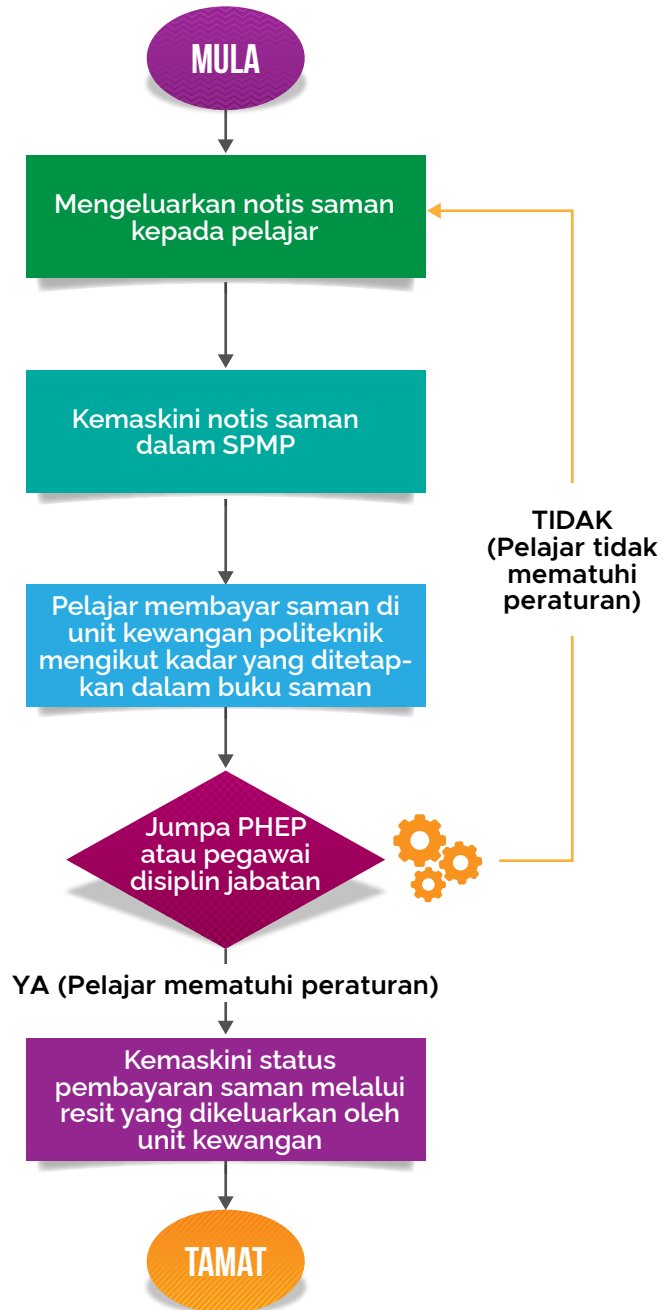 MULA
Mengeluarkan notis saman
kepada pelajar
Kemaskini notis saman
dalam SPMP
TIDAK
(Pelajar tidak
mematuhi
peraturan)
Pelajar membayar saman di
unit kewangan politeknik
mengikut kadar yang ditetap-
kan dalam buku saman
Jumpa PHEP
atau pegawai
disiplin jabatan
YA (Pelajar mematuhi peraturan)
Kemaskini status
pembayaran saman melalui
resit yang dikeluarkan oleh
unit kewangan
TAMAT